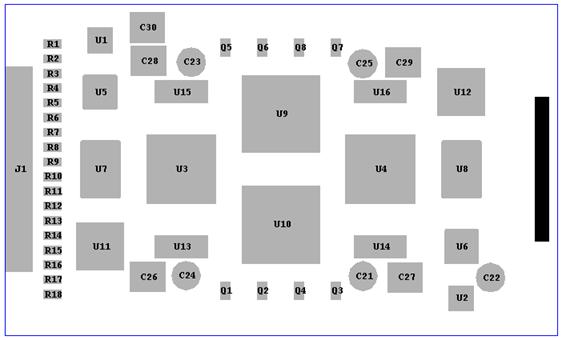 C30
R1 U1 Q5 Q6 Q8 Q7
R2 C28 C23 C25 C29
R3
R4 U5 U15 U16 U12
R5
R6 U9
R7
R8
R9
J1 R10 U7 U3 U4 U8
R11
R12
R13
R14 U10
R15 U11 U13 U14 U6
R16
R17 C26 C24 C21 C27 C22
R18 Q1 Q2 Q4 Q3 U2